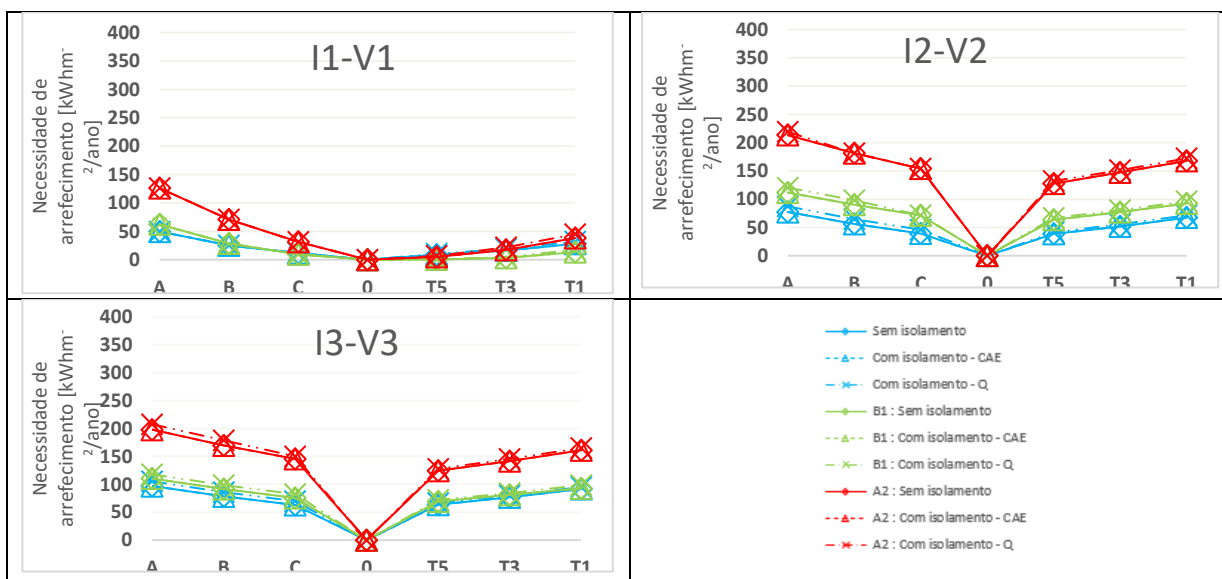 I1-V1
Necessidade de
arrefecimento [kWhm-
2/ano]
400
350
300
250
200
150
100
50
0
A B C 0 T5 T3 T1
I2-V2
Necessidade de
arrefecimento [kWhm-
2/ano]
400
350
300
250
200
150
100
50
0
A B C 0 T5 T3 T1
I3-V3
Necessidade de
arrefecimento [kWhm-
2/ano]
400
350
300
250
200
150
100
50
0
A B C 0 T5 T3 T1
Sem isolamento
Com isolamento - CAE
Com isolamento - Q
B1 : Sem isolamento
B1 : Com isolamento - CAE
B1 : Com isolamento - Q
A2 : Sem isolamento
A2 : Com isolamento - CAE
A2 : Com isolamento - Q